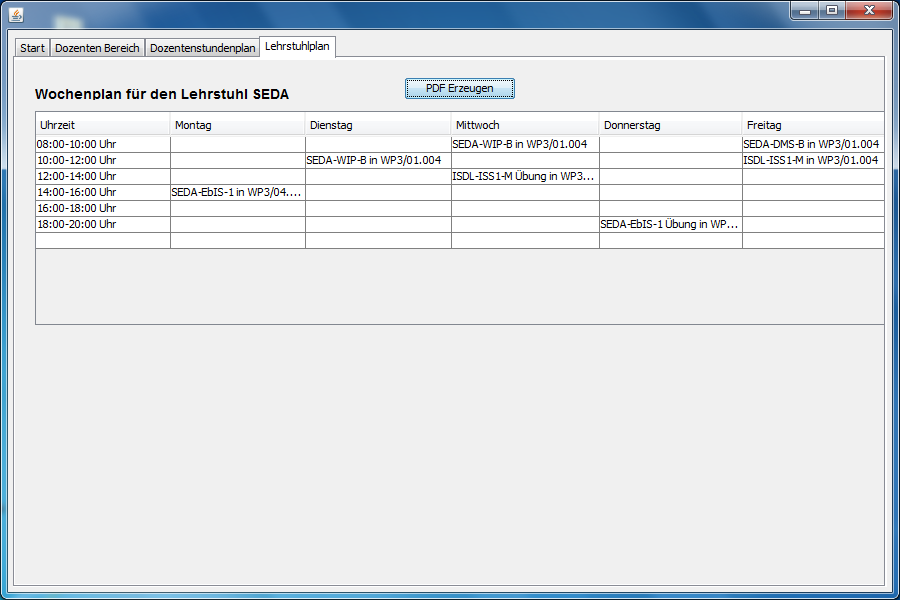 Start Dozenten Bereich Dozentenstundenplan Lehrstuhlplan
Wochenplan für den Lehrstuhl SEDA PDF Erzeugen
Uhrzeit Montag Dienstag Mittwoch Donnerstag Freitag
08:00-10:00 Uhr SEDA-WIP-B in WP3/01.004 SEDA-DMS-B in WP3/01.004
10:00-12:00 Uhr SEDA-WIP-B in WP3/01.004 ISDL-ISS1-M in WP3/01.004
12:00-14:00 Uhr ISDL-ISS1-M Übung in WP3...
14:00-16:00 Uhr SEDA-EbIS-1 in WP3/04....
16:00-18:00 Uhr
18:00-20:00 Uhr SEDA-EbIS-1 Übung in WP...